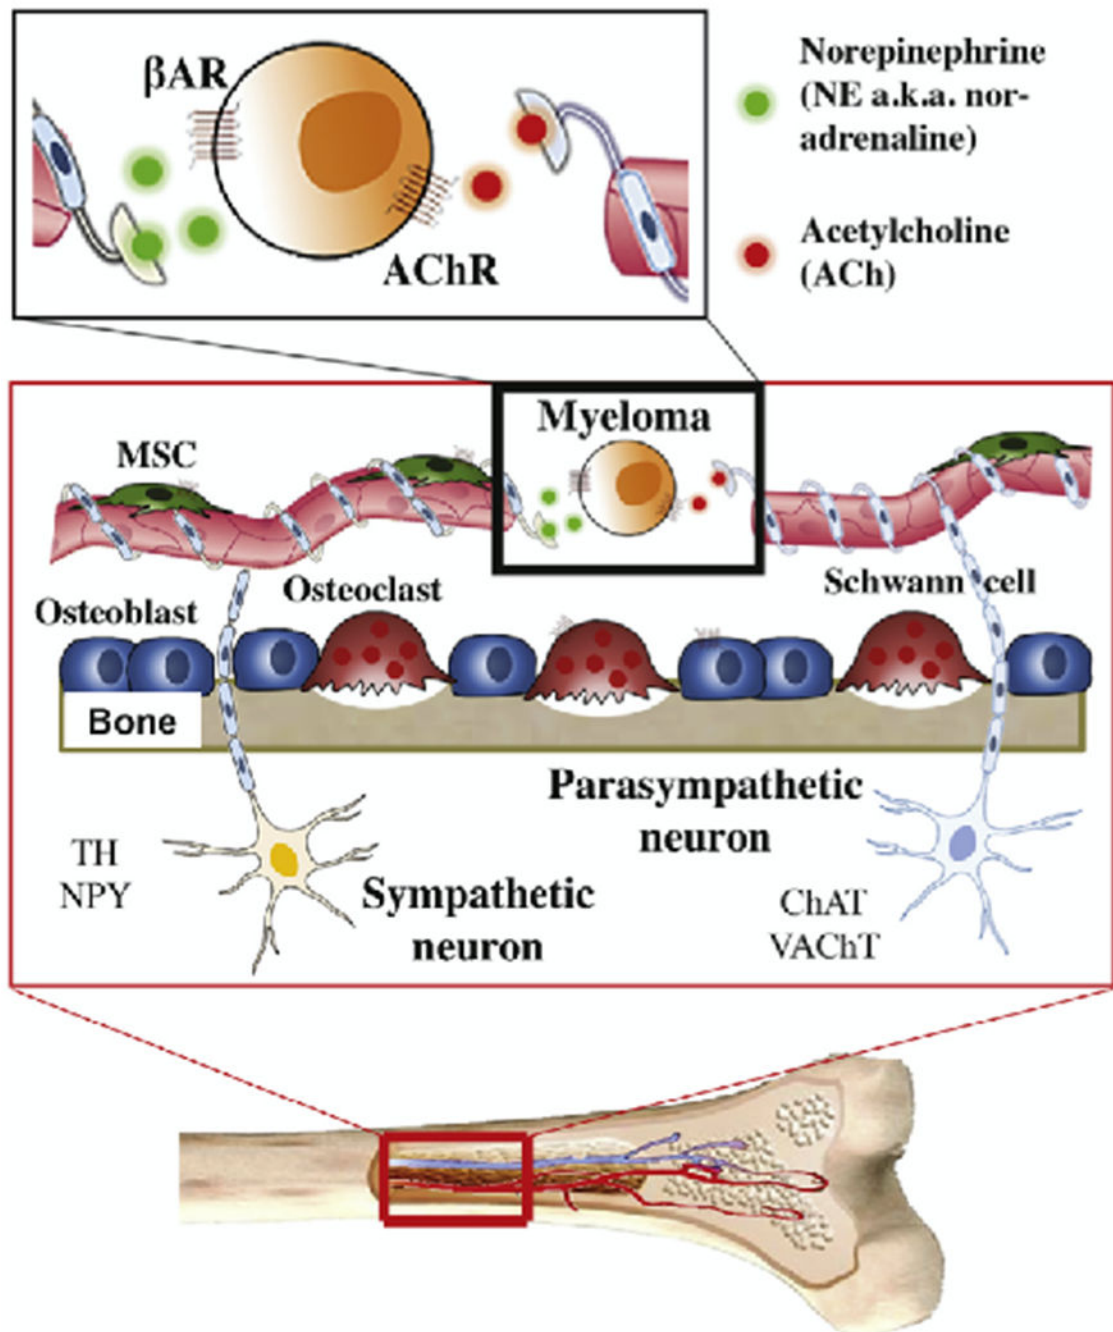 βAR
AChR
Norepinephrine
(NE a.k.a. nor-
adrenaline)
Acetylcholine
(ACh)
Myeloma
MSC
Osteoclast
Schwann cell
Osteoblast
Bone
Parasympathetic
neuron
TH
NPY
Sympathetic
neuron
ChAT
VAChT